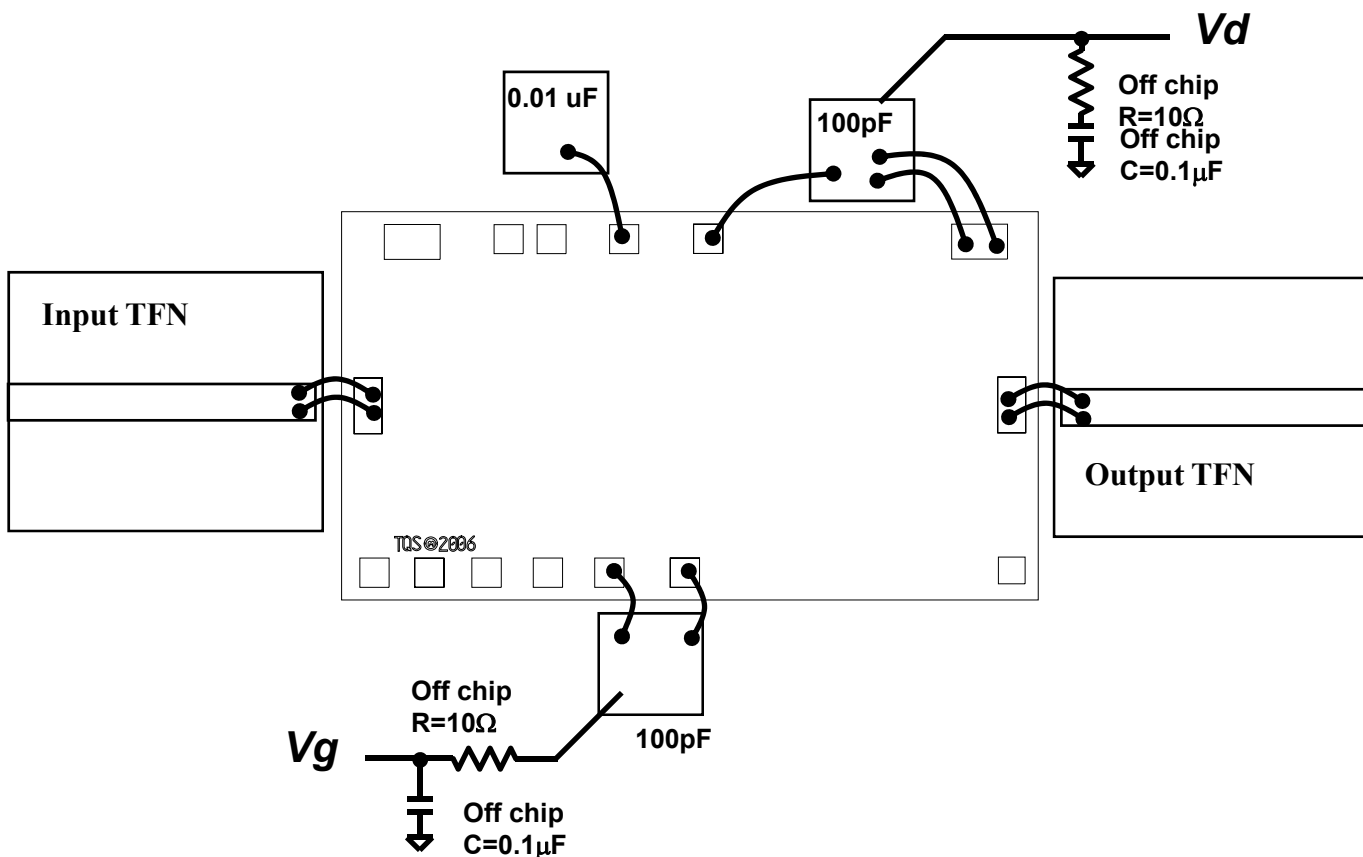 Vd
0.01 uF
100pF
Off chip
R=10Ω
Off chip
C=0.1μF
Input TFN
Output TFN
TQS©2006
Off chip
R=10Ω
100pF
Vg
Off chip
C=0.1μF